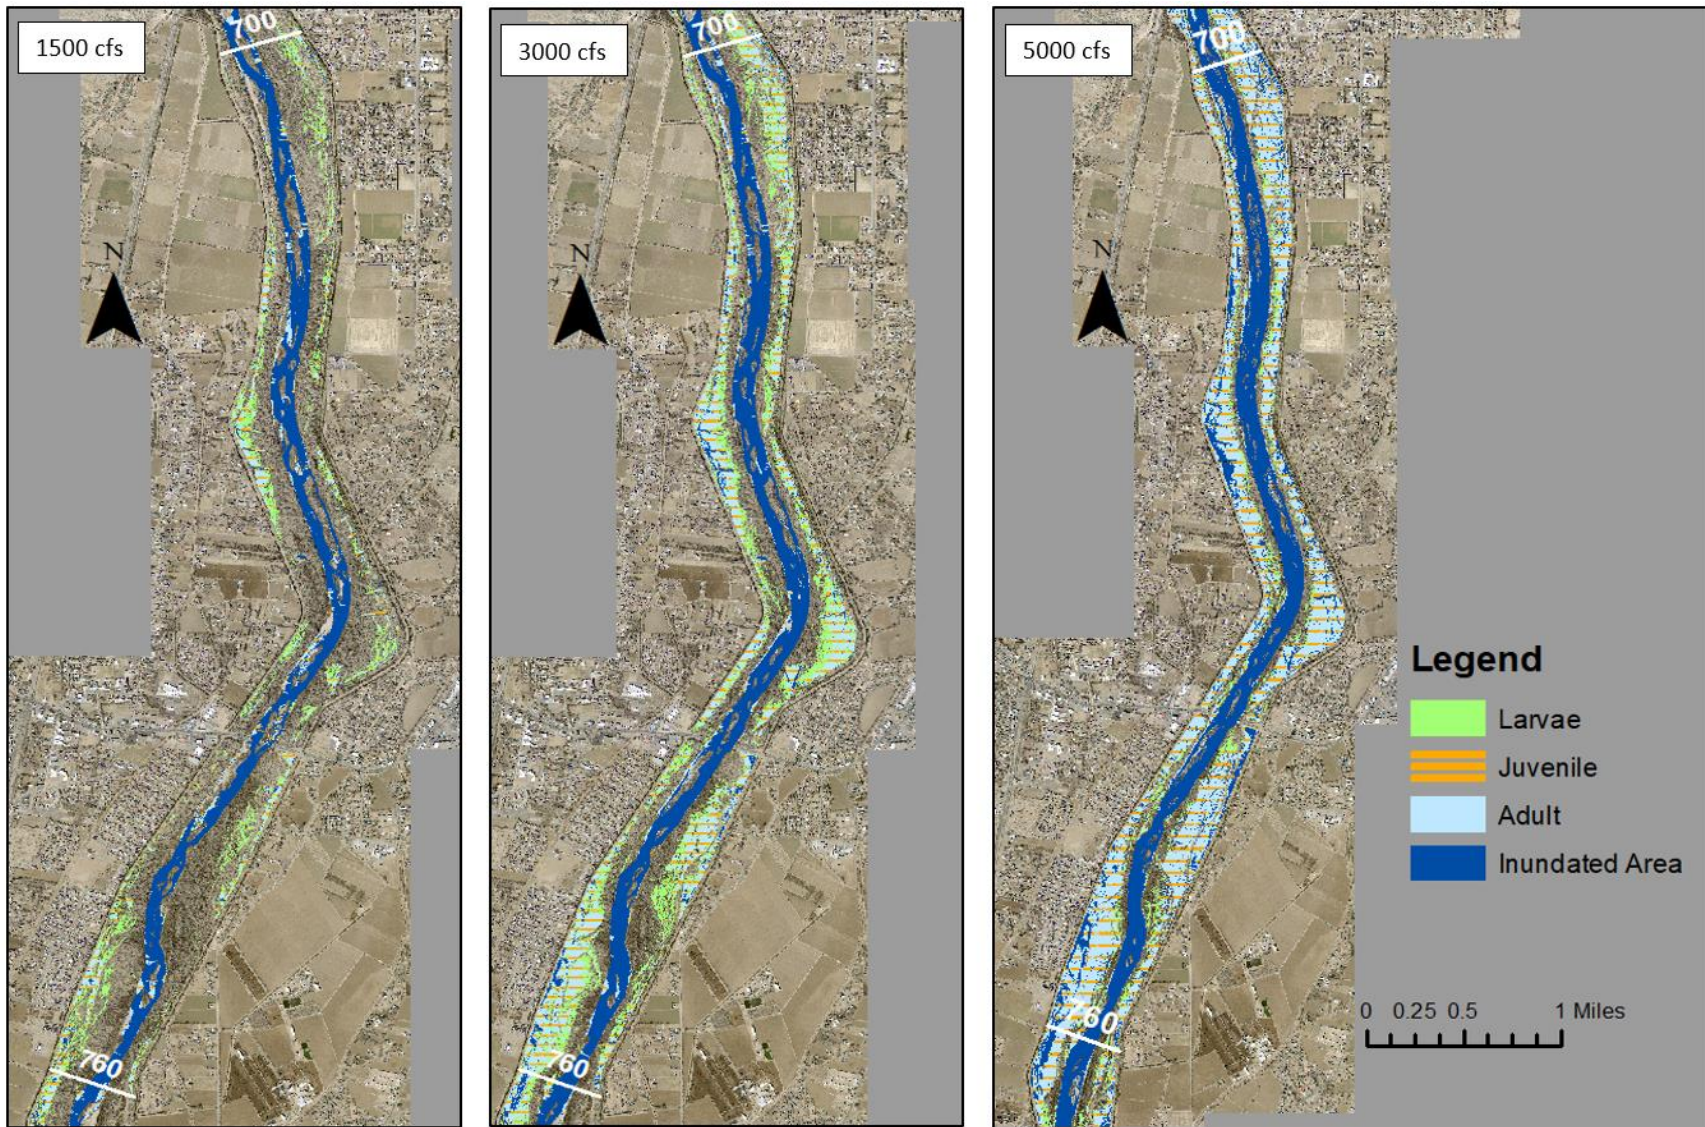 1500 cfs
700
N
760
3000 cfs
700
N
760
5000 cfs
700
N
760
Legend
Larvae
Juvenile
Adult
Inundated Area
0 0.25 0.5 1 Miles